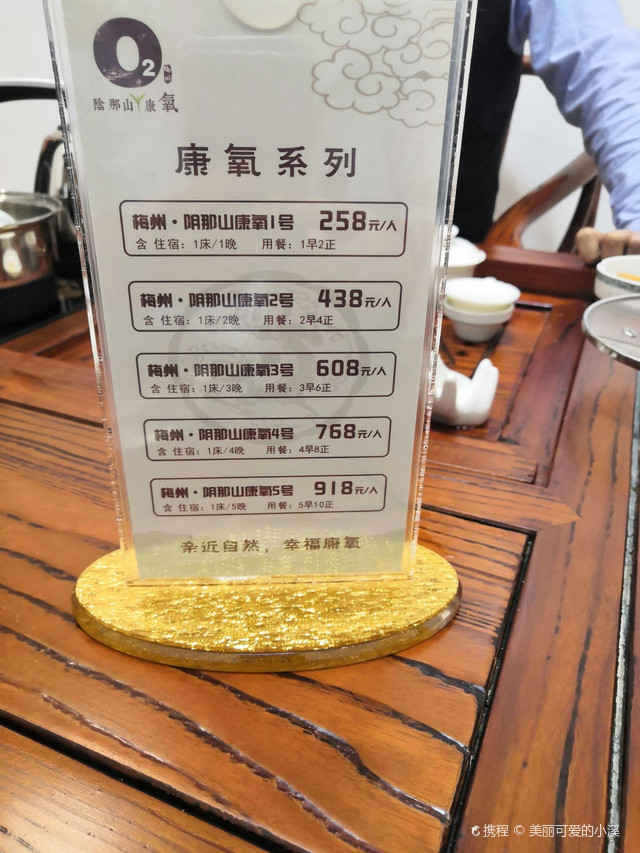 O2
陰那山康氧
康氧系列
梅州·阴那山康氧1号 258元/人
含 住宿：1床/1晚 用餐：1早2正
梅州·阴那山康氧2号 438元/人
含 住宿：1床/2晚 用餐：2早4正
梅州·阴那山康氧3号 608元/人
含 住宿：1床/3晚 用餐：3早6正
梅州·阴那山康氧4号 768元/人
含 住宿：1床/4晚 用餐：4早8正
梅州·阴那山康氧5号 918元/人
含 住宿：1床/5晚 用餐：5早10正
亲近自然，幸福康氧
携程 © 美丽可爱的小溪